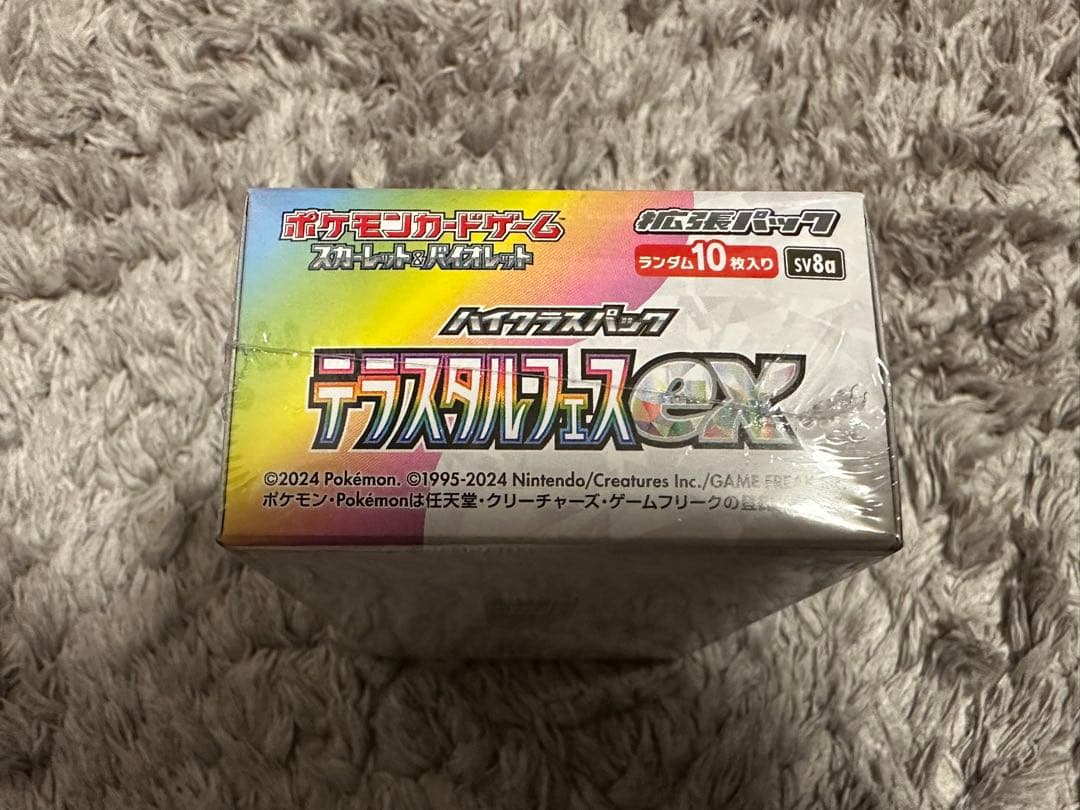 ポケモンカードゲーム
スカーレット&バイオレット
拡張パック
ランダム10枚入り
SV8a
ハイクラスパック
テラスタルフェスex
©2024 Pokémon. ©1995-2024 Nintendo/Creatures Inc./GAME FREAK
ポケモン・Pokémonは任天堂・クリーチャーズ・ゲームフリークの登録